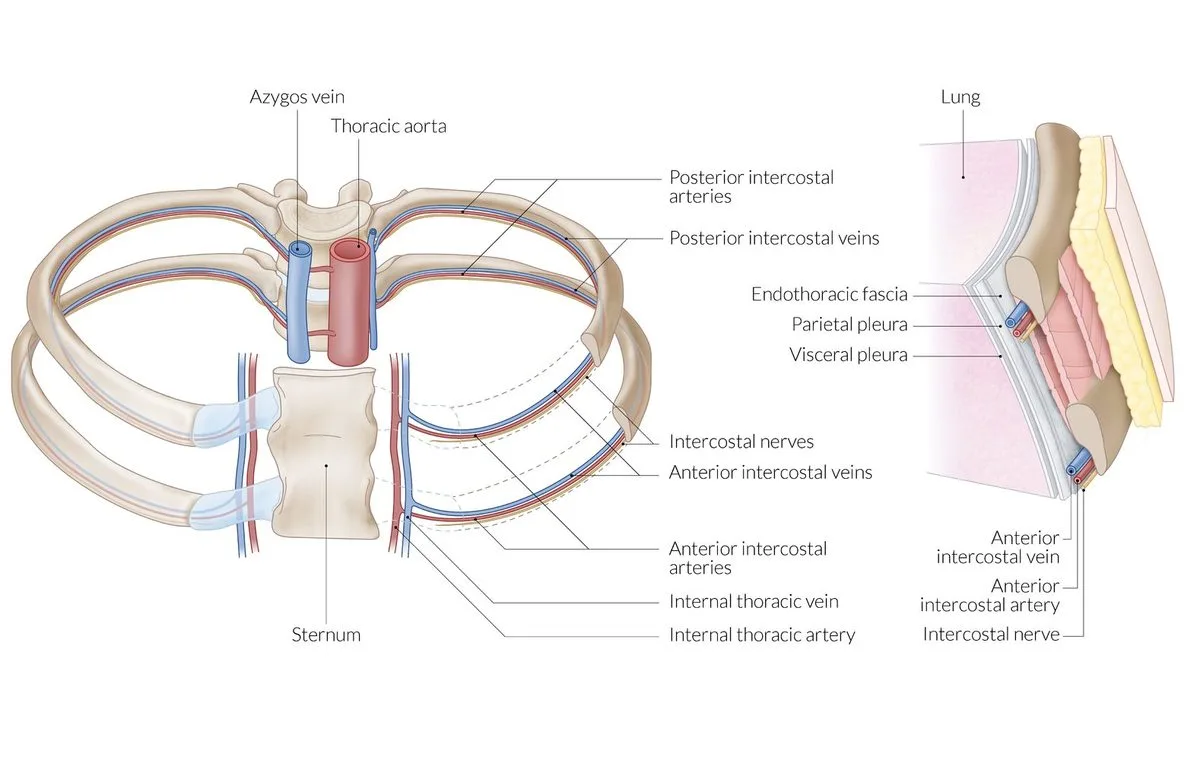 Azygos vein
Thoracic aorta
Posterior intercostal
arteries
Posterior intercostal veins
Intercostal nerves
Anterior intercostal veins
Anterior intercostal
arteries
Internal thoracic vein
Internal thoracic artery
Sternum
Lung
Endothoracic fascia
Parietal pleura
Visceral pleura
Anterior
intercostal vein
Anterior
intercostal artery
Intercostal nerve